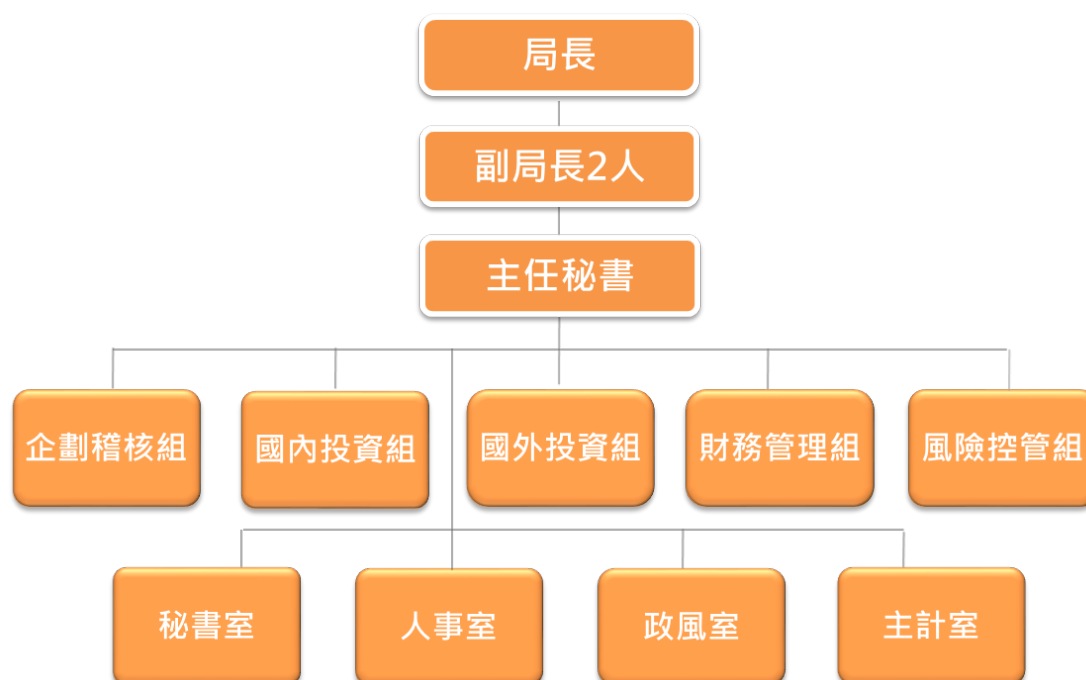 局長
副局長2人
主任秘書
企劃稽核組
國內投資組
國外投資組
財務管理組
風險控管組
秘書室
人事室
政風室
主計室